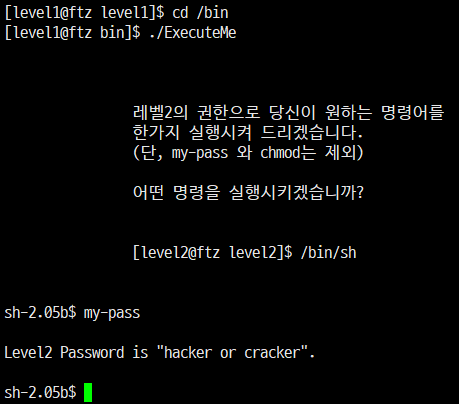 [level1@ftz level1]$ cd /bin
[level1@ftz bin]$ ./ExecuteMe
레벨2의 권한으로 당신이 원하는 명령어를
한가지 실행시켜 드리겠습니다.
(단, my-pass 와 chmod는 제외)
어떤 명령을 실행시키겠습니까?
[level2@ftz level2]$ /bin/sh
sh-2.05b$ my-pass
Level2 Password is "hacker or cracker".
sh-2.05b$